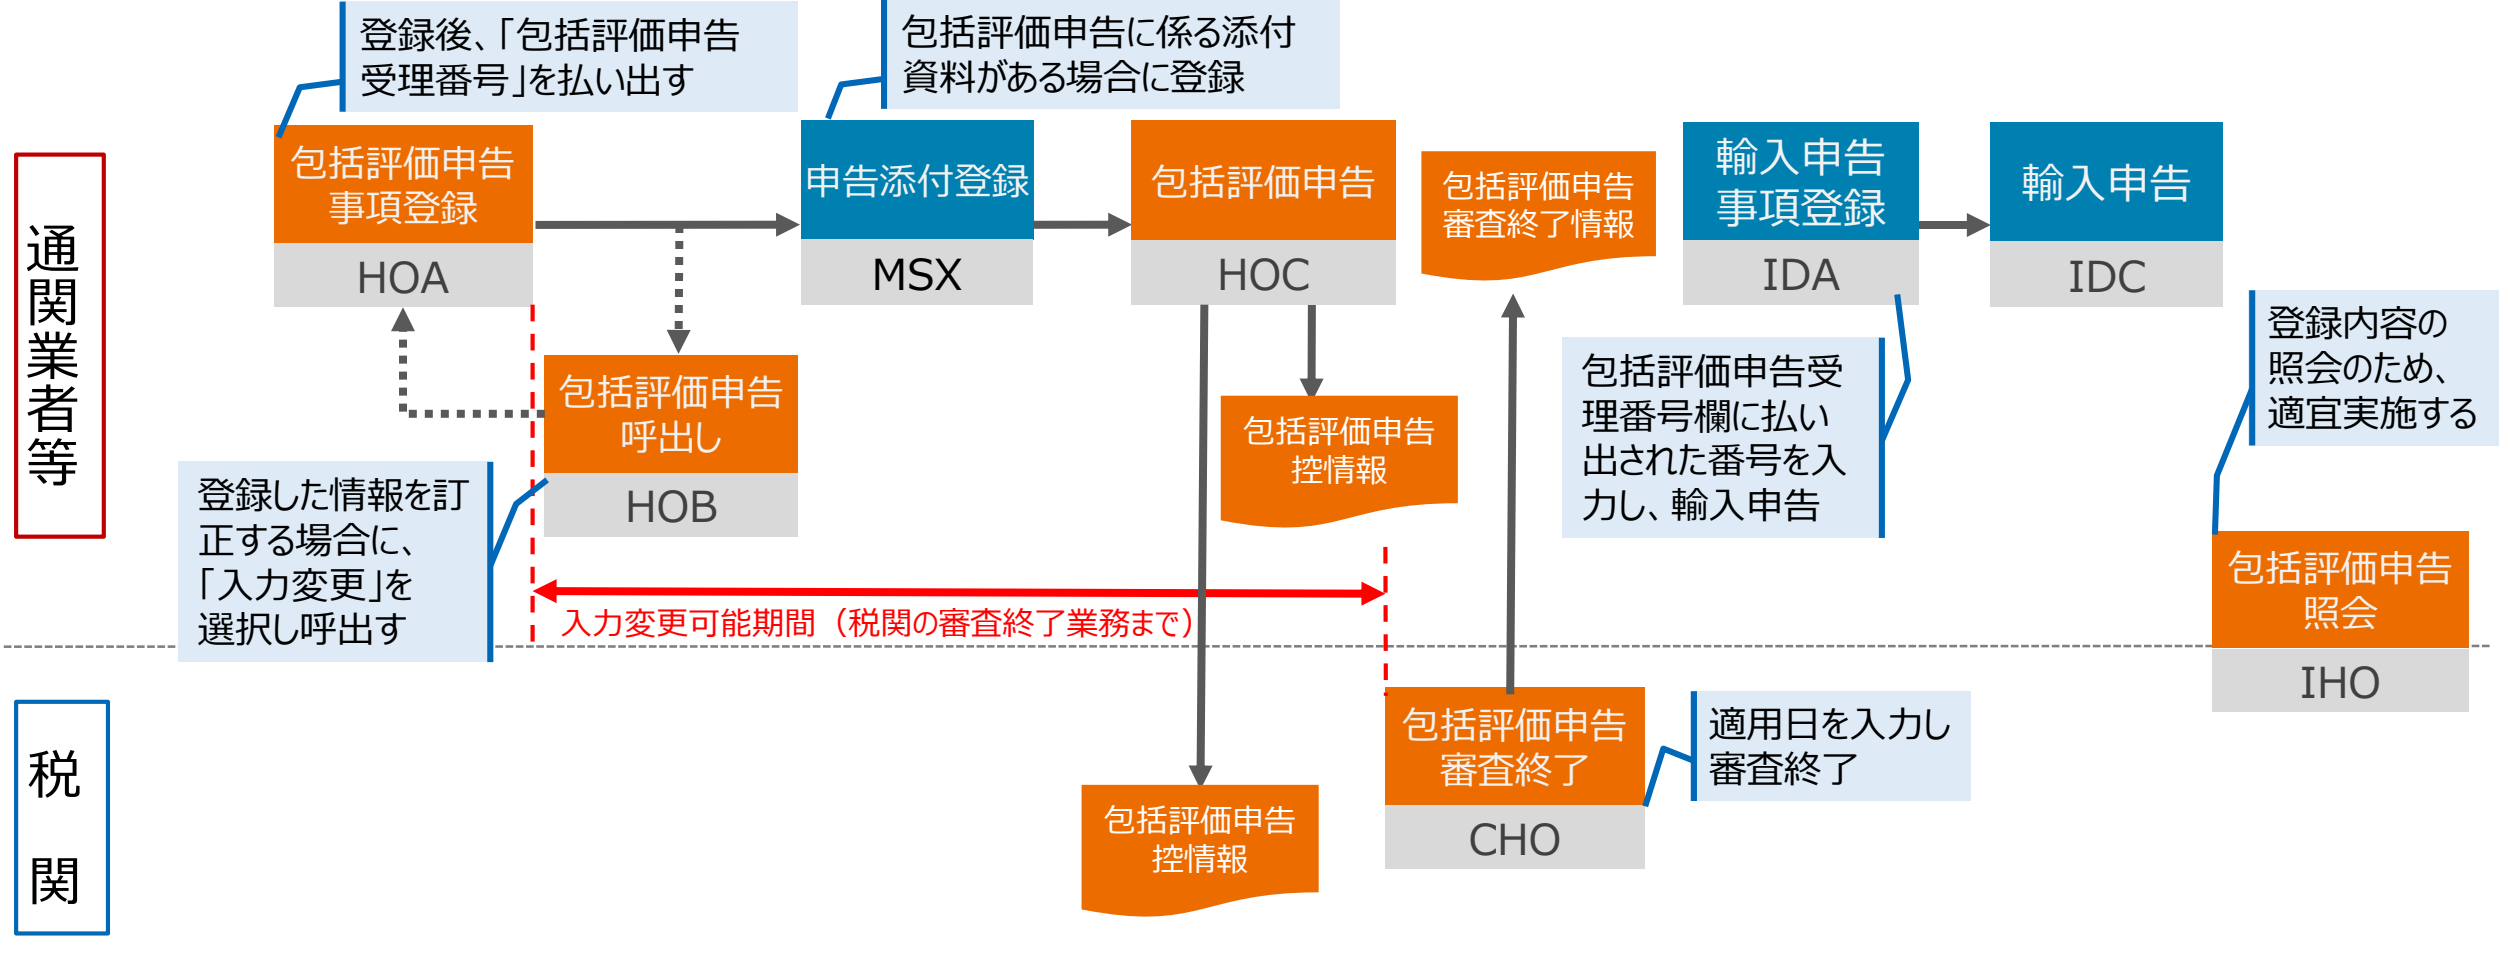 登録後、「包括評価申告
受理番号」を払い出す
包括評価申告に係る添付
資料がある場合に登録
通関業者等
包括評価申告
事項登録
HOA
申告添付登録
MSX
包括評価申告
HOC
包括評価申告
審査終了情報
輸入申告
事項登録
IDA
輸入申告
IDC
登録内容の
照会のため、
適宜実施する
包括評価申告
呼出し
HOB
包括評価申告
控情報
包括評価申告受
理番号欄に払い
出された番号を入
力し、輸入申告
登録した情報を訂
正する場合に、
「入力変更」を
選択し呼出す
入力変更可能期間（税関の審査終了業務まで）
包括評価申告
照会
IHO
税関
包括評価申告
控情報
包括評価申告
審査終了
CHO
適用日を入力し
審査終了